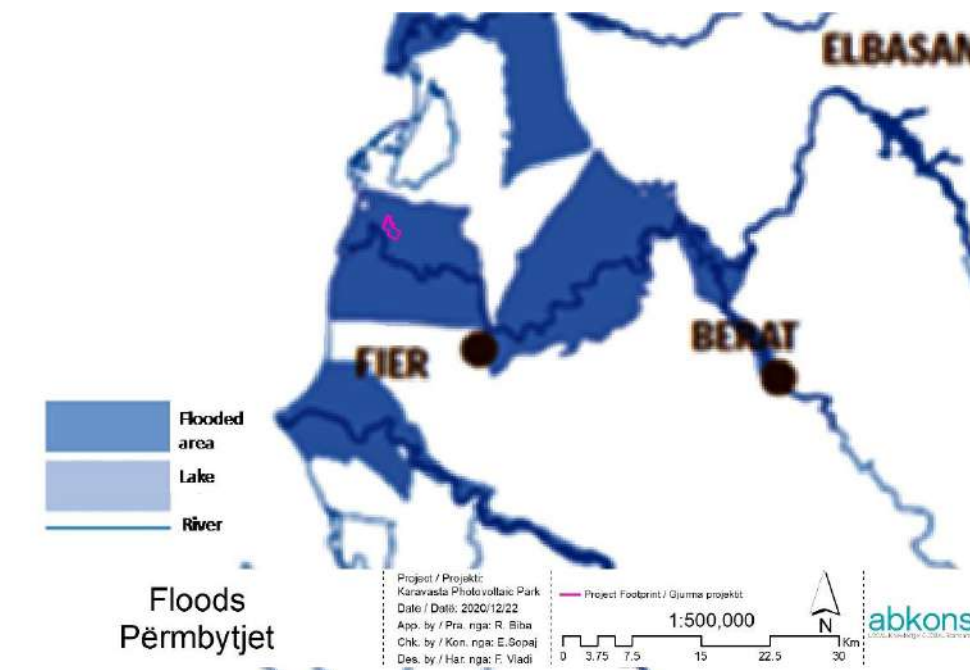 ELBASAN
BERAT
FIER
Flooded
area
Lake
River
Floods
Përmbytjet
Project / Projekti:
Karavasta Photovoltaic Park
Date / Datë: 2020/12/22
App. by / Pra. nga: R. Biba
Chk. by / Kon. nga: E.Sopaj
Des. by / Har. nga: F. Vladi
Project Footprint / Gjurma projektit
1:500,000
Km
0 3.75 7.5 15 22.5 30
N
abkons